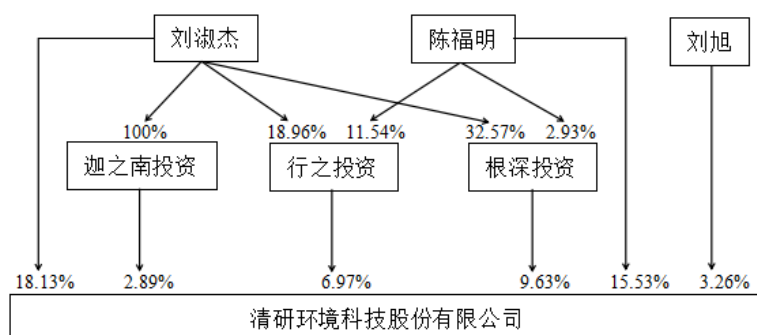 刘淑杰 陈福明 刘旭
100% 18.96% 11.54% 32.57% 2.93%
迦之南投资 行之投资 根深投资
18.13% 2.89% 6.97% 9.63% 15.53% 3.26%
清研环境科技股份有限公司